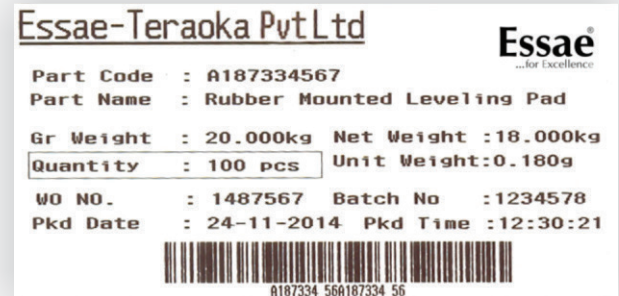 Essae-Teraoka PvtLtd
Essae
...for Excellence
Part Code : A187334567
Part Name : Rubber Mounted Leveling Pad
Gr Weight : 20.000kg Net Weight :18.000kg
Quantity : 100 pcs Unit Weight:0.180g
WO NO. : 1487567 Batch No :1234578
Pkd Date : 24-11-2014 Pkd Time :12:30:21
A187334 56A187334 56